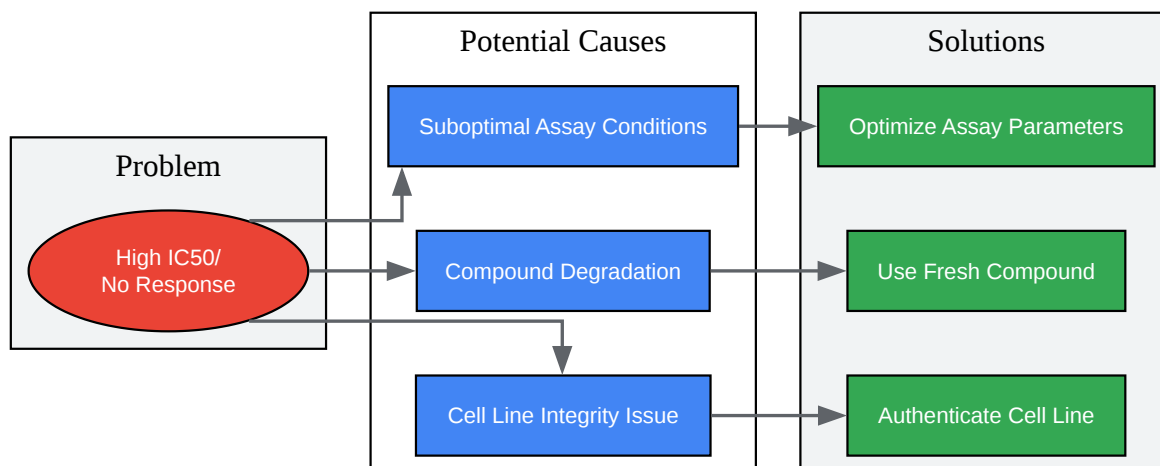 Problem
High IC50/
No Response
Potential Causes
Suboptimal Assay Conditions
Compound Degradation
Cell Line Integrity Issue
Solutions
Optimize Assay Parameters
Use Fresh Compound
Authenticate Cell Line